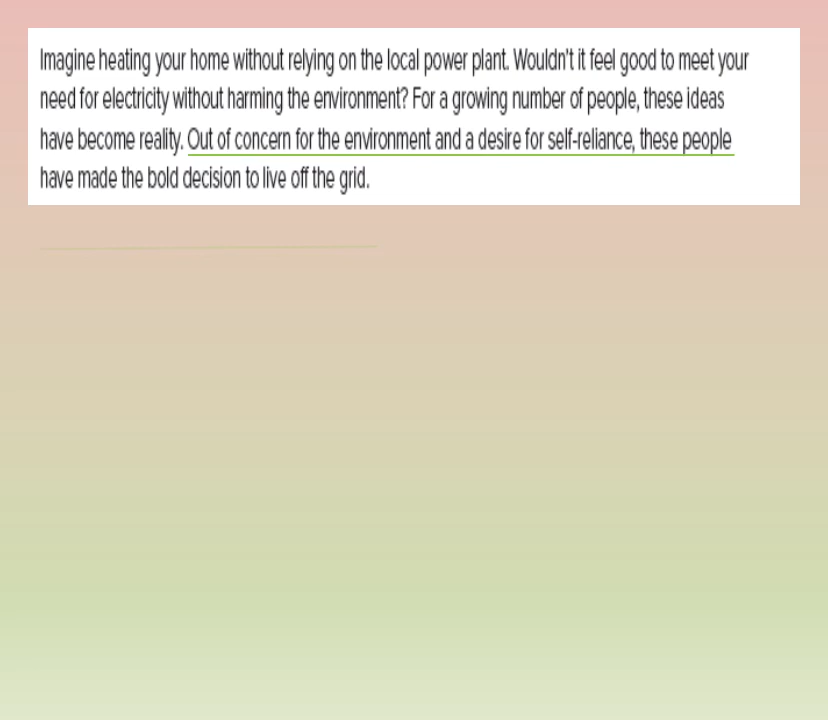 Imagine heating your home without relying on the local power plant. Wouldn't it feel good to meet your
need for electricity without harming the environment? For a growing number of people, these ideas
have become reality. Out of concern for the environment and a desire for self-reliance, these people
have made the bold decision to live off the grid.